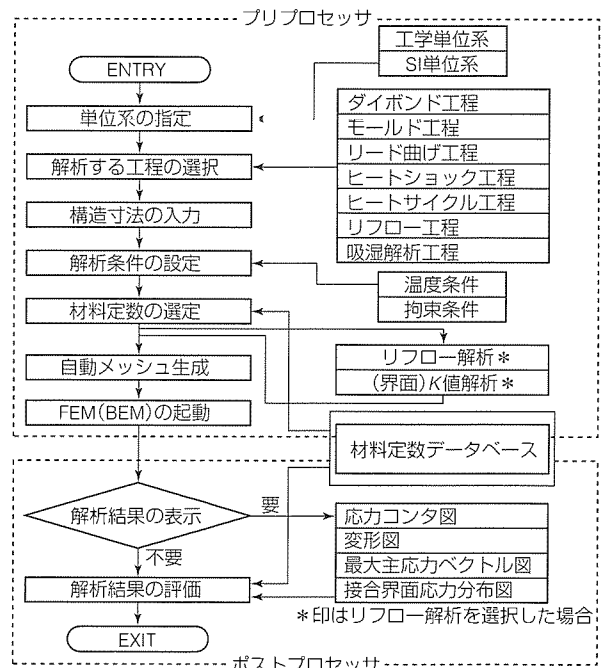 プリプロセッサ
工学単位系
SI単位系
ENTRY
単位系の指定
ダイボンド工程
モールド工程
リード曲げ工程
ヒートショック工程
ヒートサイクル工程
リフロー工程
吸湿解析工程
解析する工程の選択
構造寸法の入力
解析条件の設定
温度条件
拘束条件
材料定数の選定
リフロー解析＊
(界面)K値解析＊
自動メッシュ生成
FEM(BEM)の起動
材料定数データベース
解析結果の表示
要
不要
応力コンタ図
変形図
最大主応力ベクトル図
接合界面応力分布図
解析結果の評価
＊印はリフロー解析を選択した場合
EXIT
ポストプロセッサ